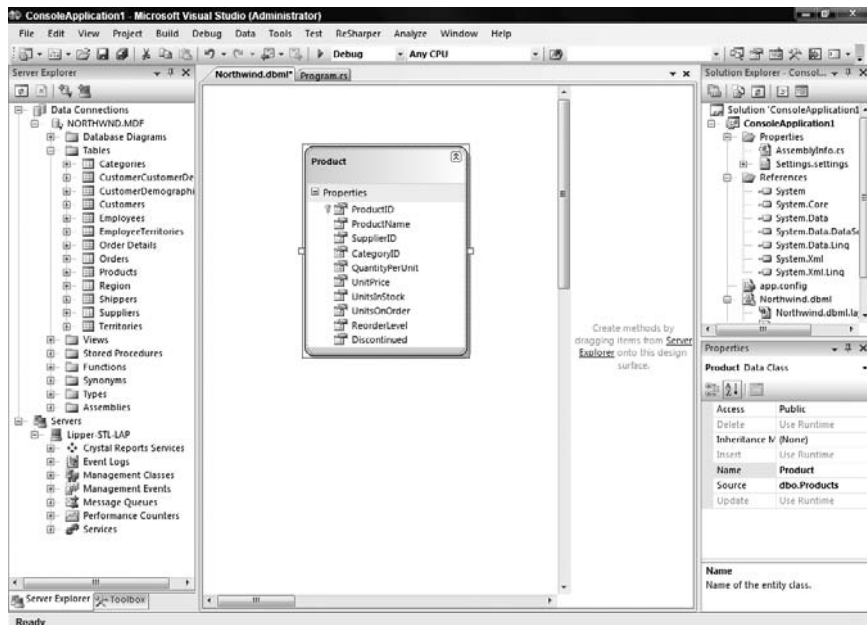 ConsoleApplication1 - Microsoft Visual Studio (Administrator)
File Edit View Project Build Debug Data Tools Test ReSharper Analyze Window Help
Debug Any CPU
Server Explorer
Data Connections
NORTHWND.MDF
Database Diagrams
Tables
Categories
CustomerCustomerDe
CustomerDemographi
Customers
Employees
EmployeeTerritories
Order Details
Orders
Products
Region
Shippers
Suppliers
Territories
Views
Stored Procedures
Functions
Synonyms
Types
Assemblies
Servers
Lipper-STL-LAP
Crystal Reports Services
Event Logs
Management Classes
Management Events
Message Queues
Performance Counters
Services
Server Explorer Toolbox
Ready
Northwind.dbml* Program.cs
Product
Properties
ProductID
ProductName
SupplierID
CategoryID
QuantityPerUnit
UnitPrice
UnitsInStock
UnitsOnOrder
ReorderLevel
Discontinued
Create methods by
dragging items from Server
Explorer onto this design
surface.
Solution Explorer - Consol...
Solution 'ConsoleApplication1
ConsoleApplication1
Properties
AssemblyInfo.cs
Settings.settings
References
System
System.Core
System.Data
System.Data.DataSe
System.Data.Linq
System.Xml
System.Xml.Linq
app.config
Northwind.dbml
Northwind.dbml.la
Properties
Product Data Class
Access Public
Delete Use Runtime
Inheritance M (None)
Insert Use Runtime
Name Product
Source dbo.Products
Update Use Runtime
Name
Name of the entity class.